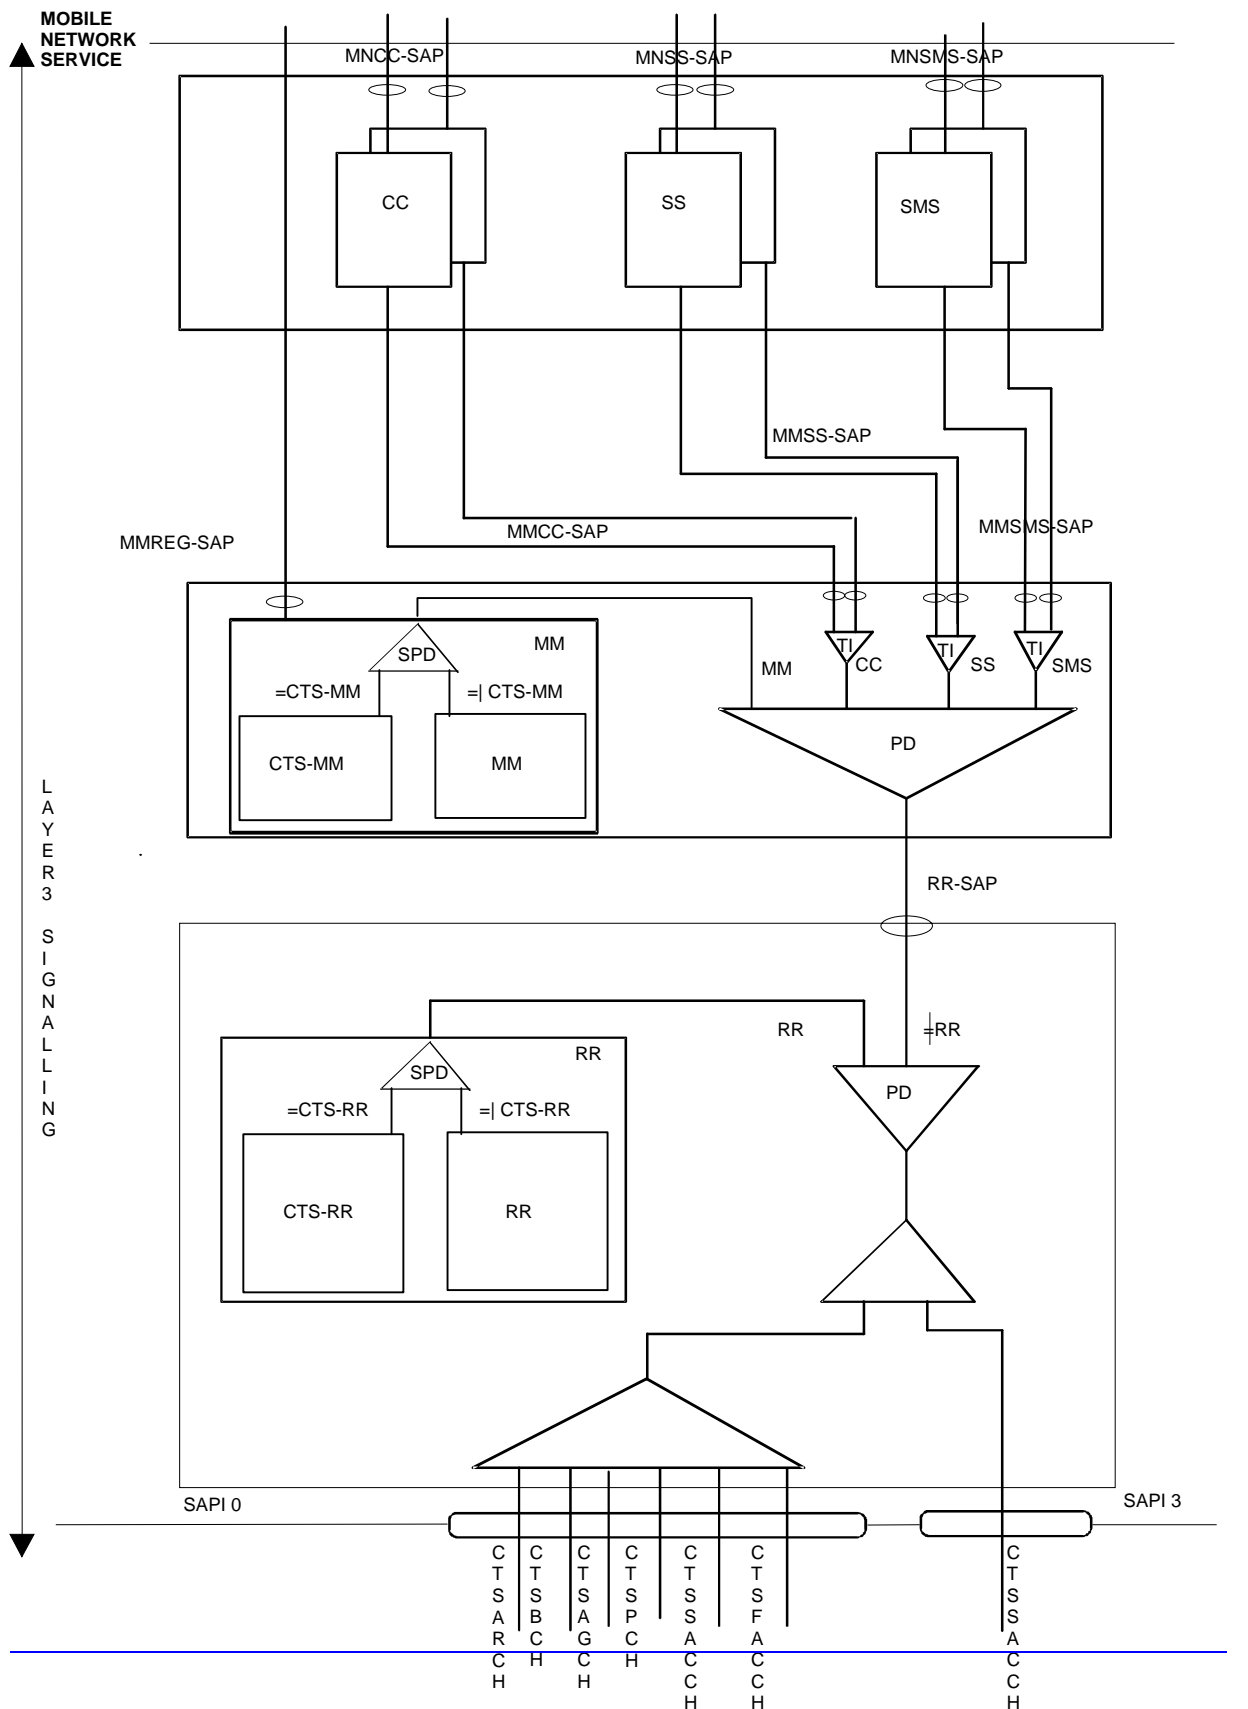 MOBILE
NETWORK
SERVICE
MNCC-SAP
MNSS-SAP
MNSMS-SAP
CC
SS
SMS
MMSS-SAP
MMREG-SAP
MMCC-SAP
MMSMS-SAP
SPD
MM
=CTS-MM
=| CTS-MM
CTS-MM
MM
MM
TI
CC
TI
SS
TI
SMS
PD
RR-SAP
LAYER3 SIGNALLING
RR
=RR
SPD
RR
=CTS-RR
=| CTS-RR
PD
CTS-RR
RR
SAPI 0
SAPI 3
CTSARCH
CTSBCH
CTSAGCH
CTSPCH
CTSSACCH
CTSFACCH
CTSSACCH